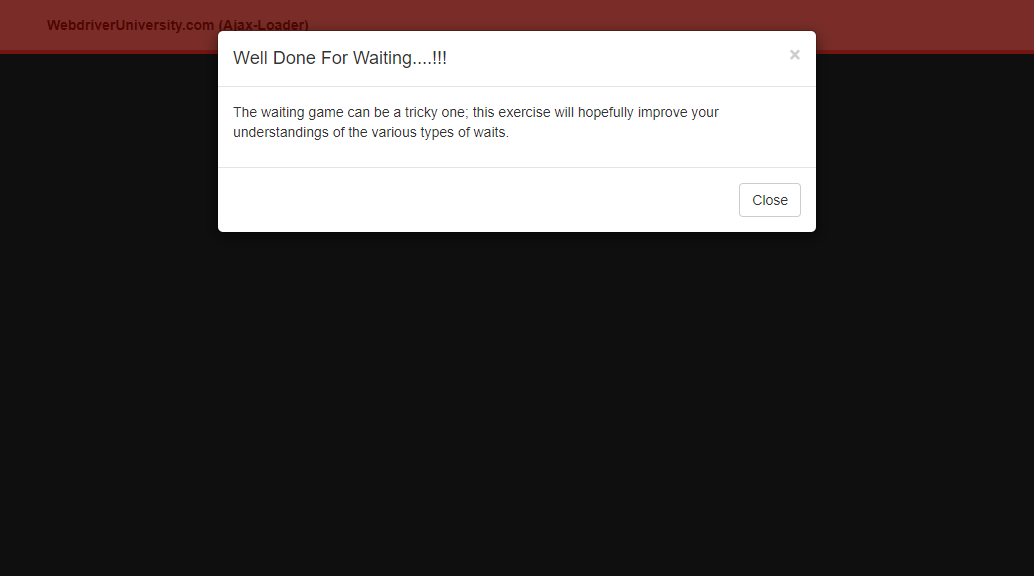 WebdriverUniversity.com (Ajax-Loader)
Well Done For Waiting....!!!
×
The waiting game can be a tricky one; this exercise will hopefully improve your
understandings of the various types of waits.
Close